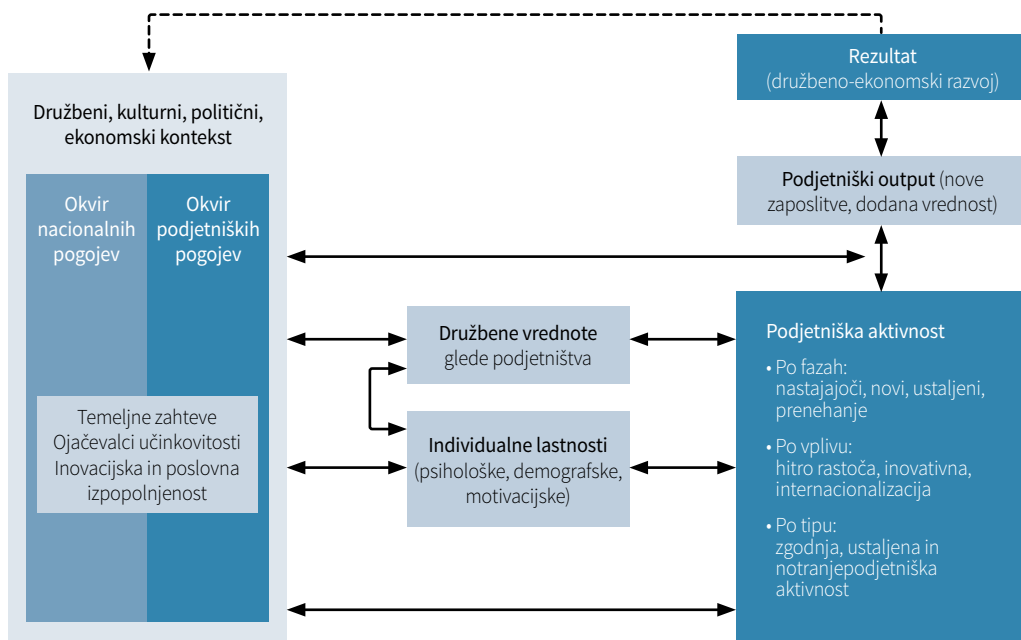 Rezultat
(družbeno-ekonomski razvoj)
Družbeni, kulturni, politični,
ekonomski kontekst
Podjetniški output (nove
zaposlitve, dodana vrednost)
Okvir
nacionalnih
pogojev
Okvir
podjetniških
pogojev
Družbene vrednote
glede podjetništva
Podjetniška aktivnost
• Po fazah:
nastajajoči, novi, ustaljeni,
prenehanje
Temeljne zahteve
Ojačevalci učinkovitosti
Inovacijska in poslovna
izpopolnjenost
Individualne lastnosti
(psihološke, demografske,
motivacijske)
• Po vplivu:
hitro rastoča, inovativna,
internacionalizacija
• Po tipu:
zgodnja, ustaljena in
notranjepodjetniška
aktivnost